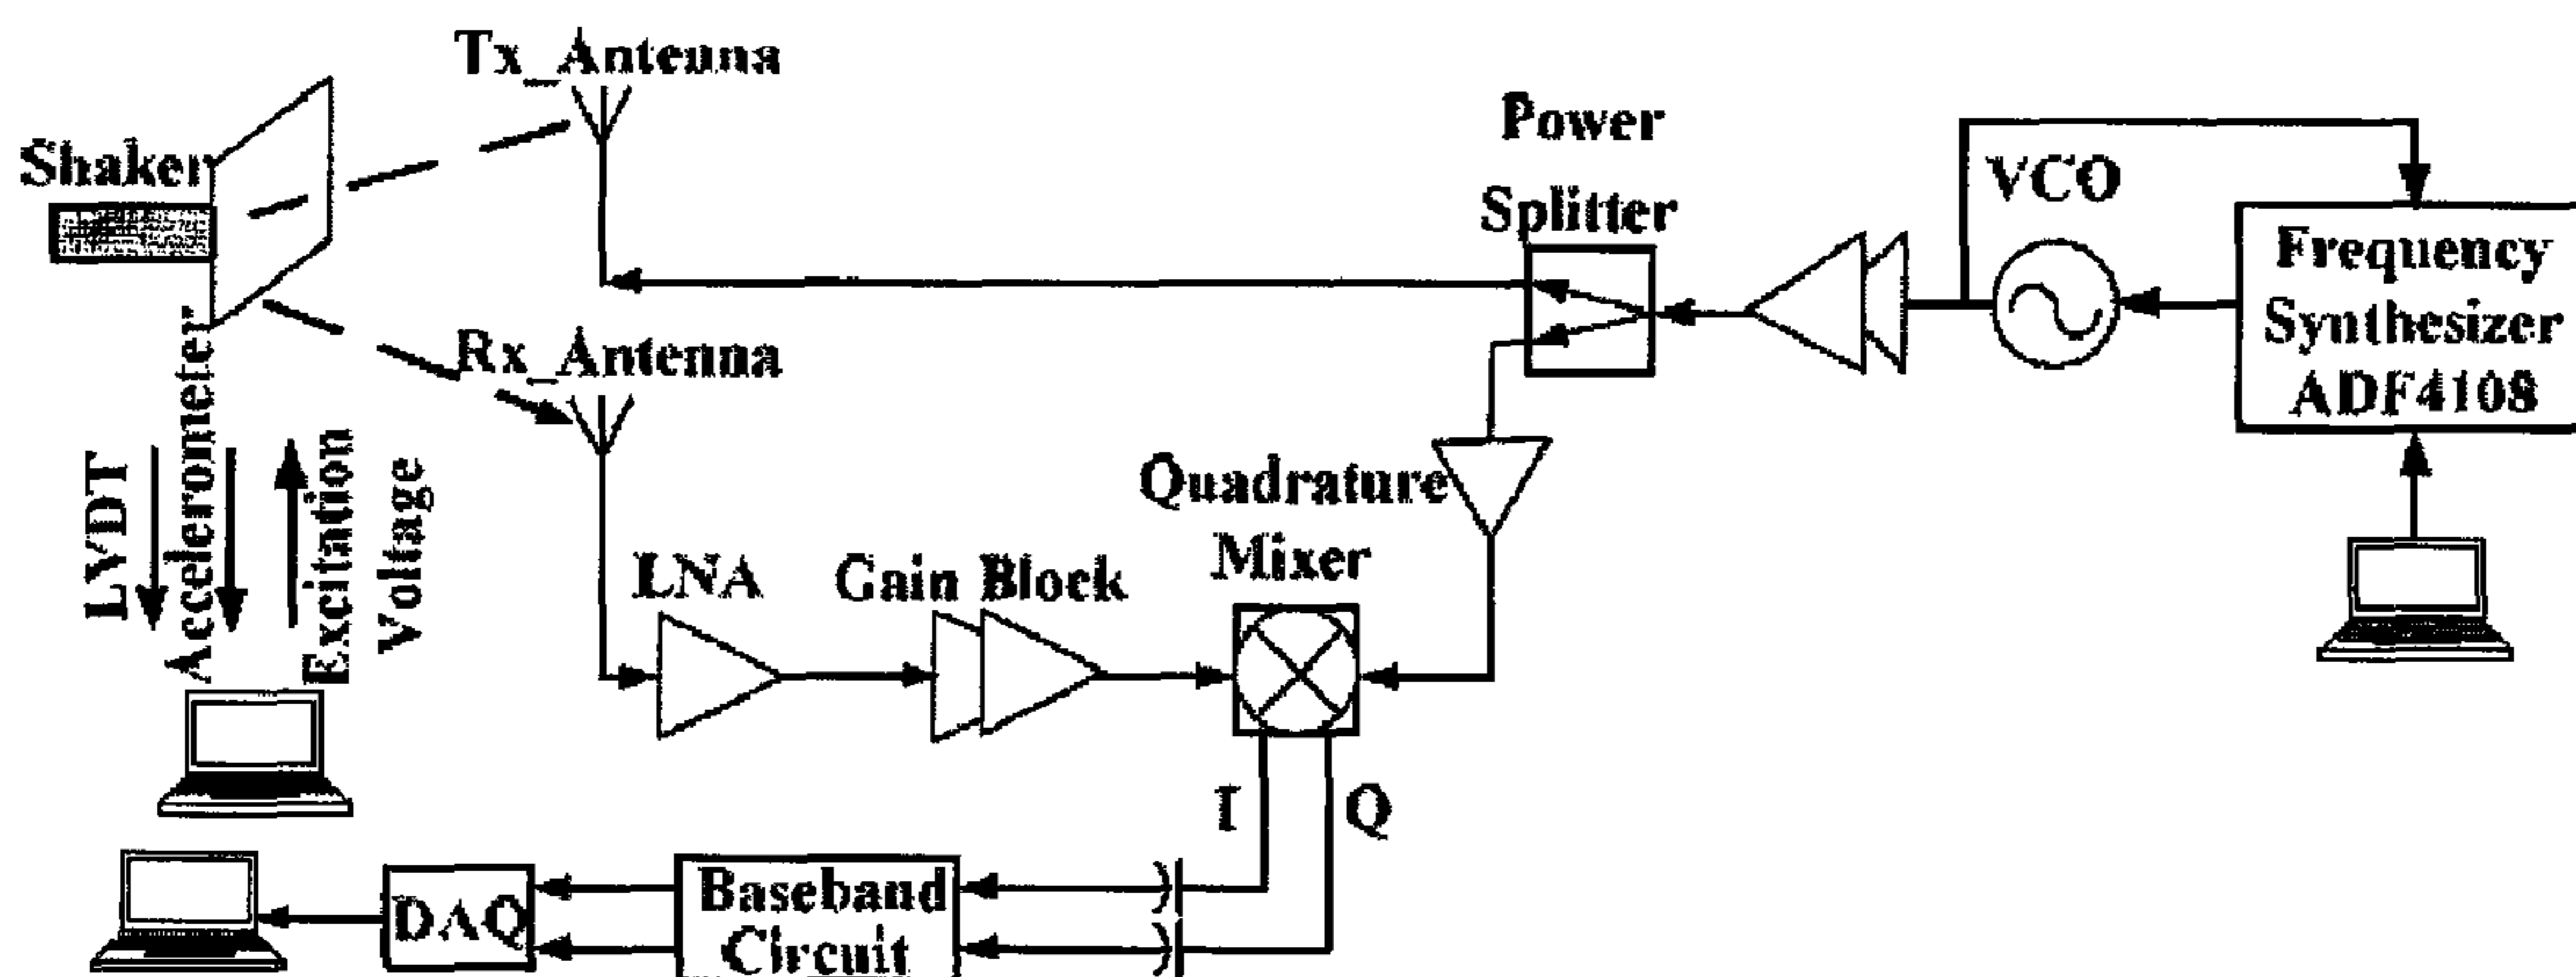 Tx_Antenna
Shaker
Power
Splitter
VCO
Frequency
Synthesizer
ADF4108
Rx_Antenna
LVDT
Accelerometer
Excitation
Voltage
Quadrature
Mixer
LNA
Gain Block
I
Q
DAQ
Baseband
Circuit